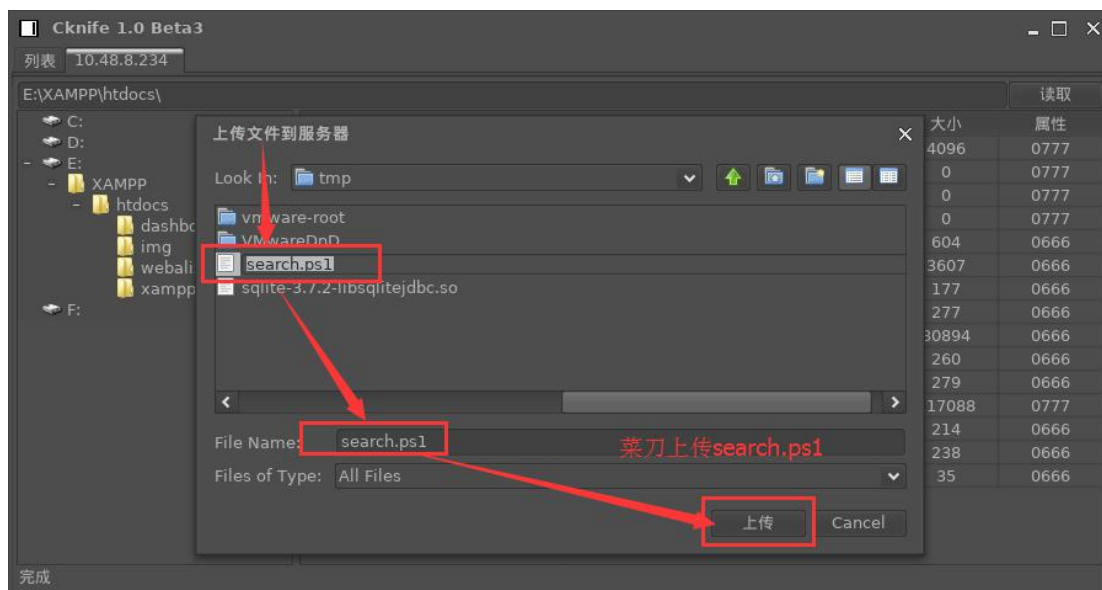 Cknife 1.0 Beta3
列表 10.48.8.234
E:\XAMPP\htdocs\ 读取
C:
D:
E:
XAMPP
htdocs
dashbo
img
webali
xampp
F:
上传文件到服务器
Look In: tmp
vmware-root
VMwareDnD
search.ps1
sqlite-3.7.2-libsqlitejdbc.so
File Name: search.ps1
菜刀上传search.ps1
Files of Type: All Files
上传 Cancel
大小 属性
4096 0777
0 0777
0 0777
0 0777
604 0666
3607 0666
177 0666
277 0666
30894 0666
260 0666
279 0666
17088 0777
214 0666
238 0666
35 0666
完成